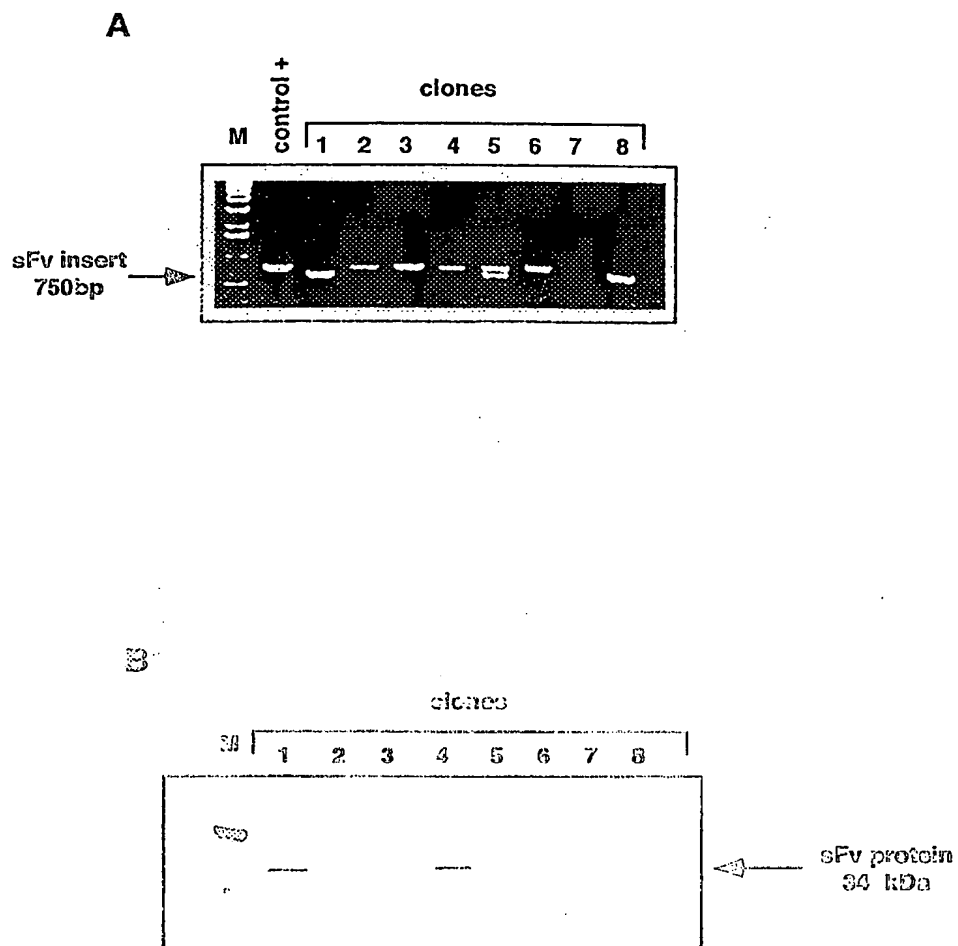 A
control +
clones
M
1 2 3 4 5 6 7 8
sFv insert
750bp
B
clones
M
1 2 3 4 5 6 7 8
sFv protein
34 kDa